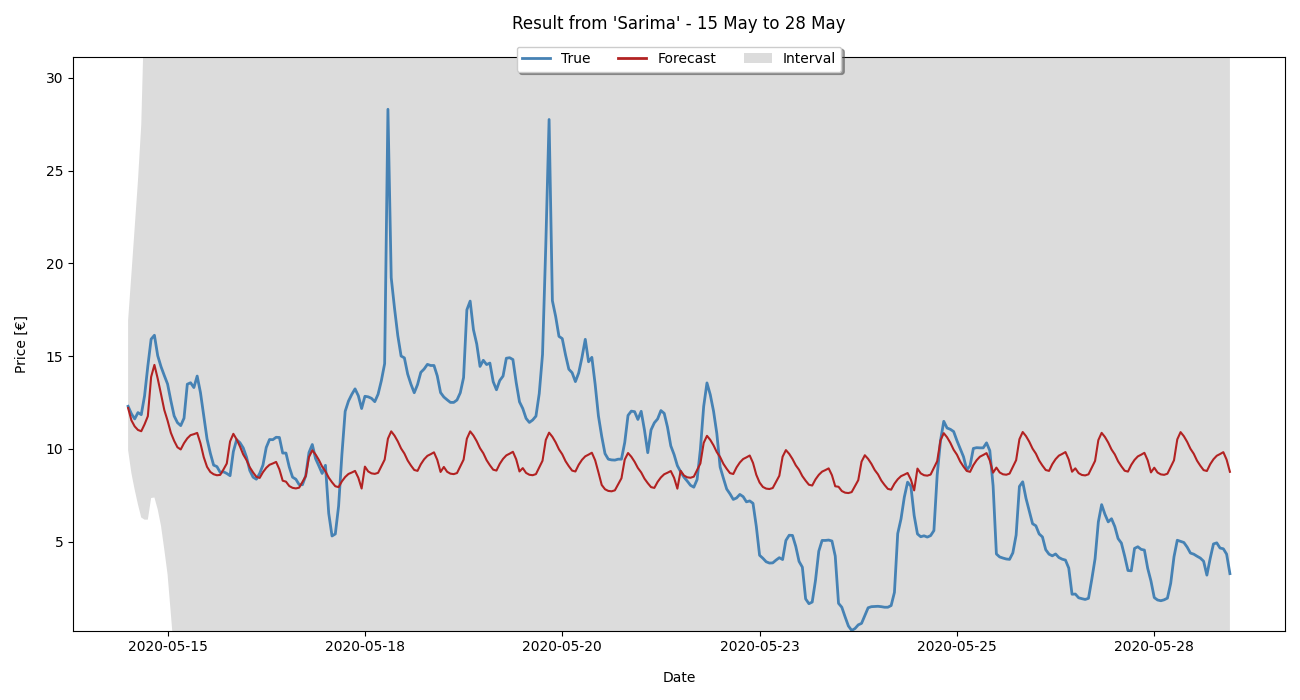 Result from 'Sarima' - 15 May to 28 May
True Forecast Interval
30
25
20
15
10
5
Price [€]
2020-05-15 2020-05-18 2020-05-20 2020-05-23 2020-05-25 2020-05-28
Date